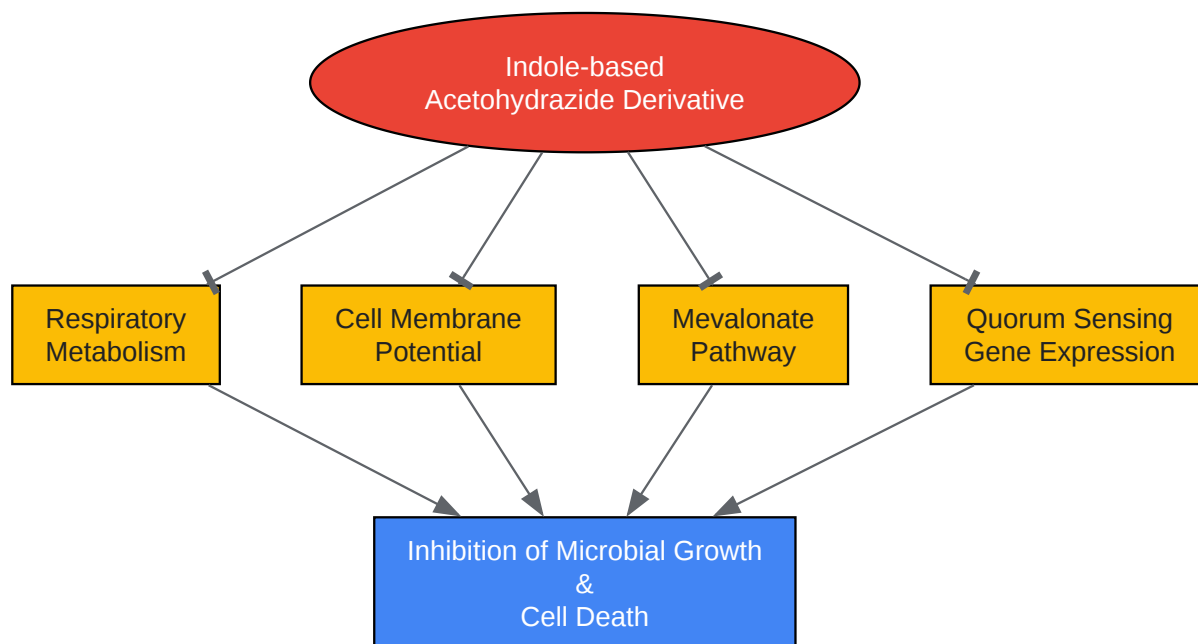 Indole-based
Acetohydrazide Derivative
Respiratory
Metabolism
Cell Membrane
Potential
Mevalonate
Pathway
Quorum Sensing
Gene Expression
Inhibition of Microbial Growth
&
Cell Death